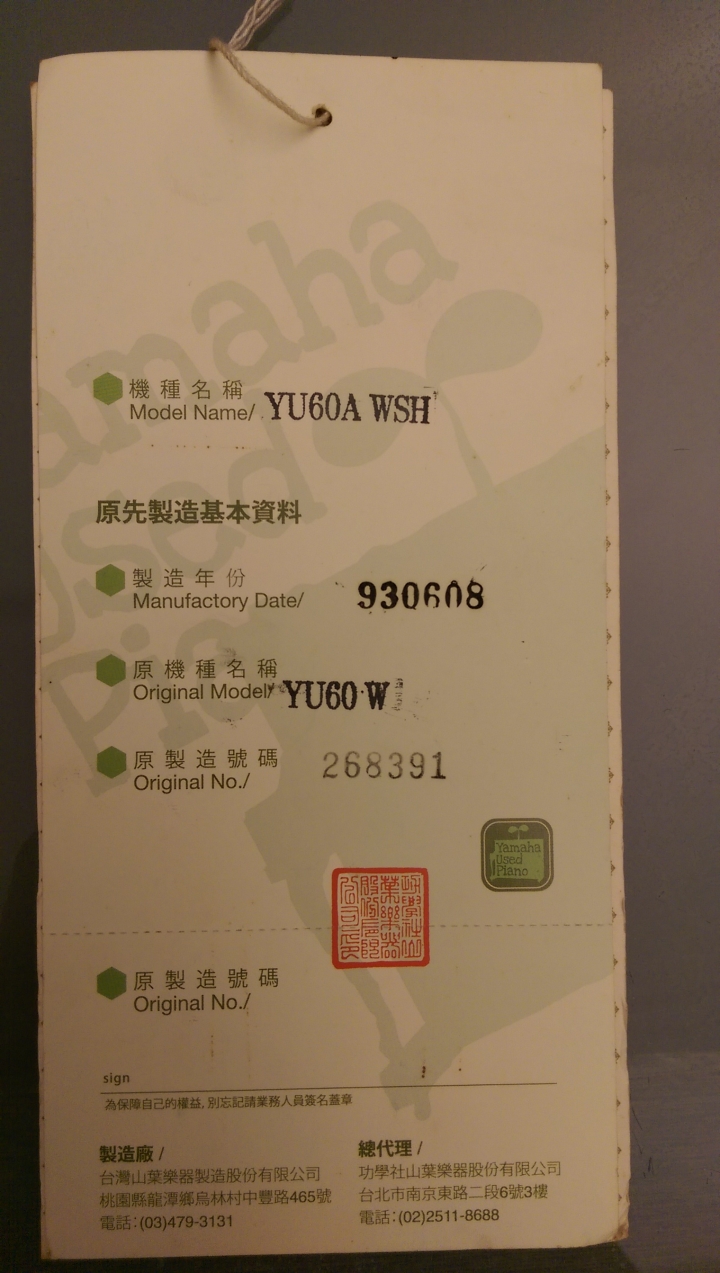 機種名稱
Model Name/ YU60A WSH
原先製造基本資料
製造年份
Manufactory Date/ 930608
原機種名稱
Original Model/ YU60 W
原製造號碼 268391
Original No./
Yamaha
Used
Piano
原製造號碼
Original No./
sign
為保障自己的權益,別忘記請業務人員簽名蓋章
製造廠/
台灣山葉樂器製造股份有限公司
桃園縣龍潭鄉烏林村中豐路465號
電話:(03)479-3131
總代理/
功學社山葉樂器股份有限公司
台北市南京東路二段6號3樓
電話:(02)2511-8688
Yamaha
Used
Piano